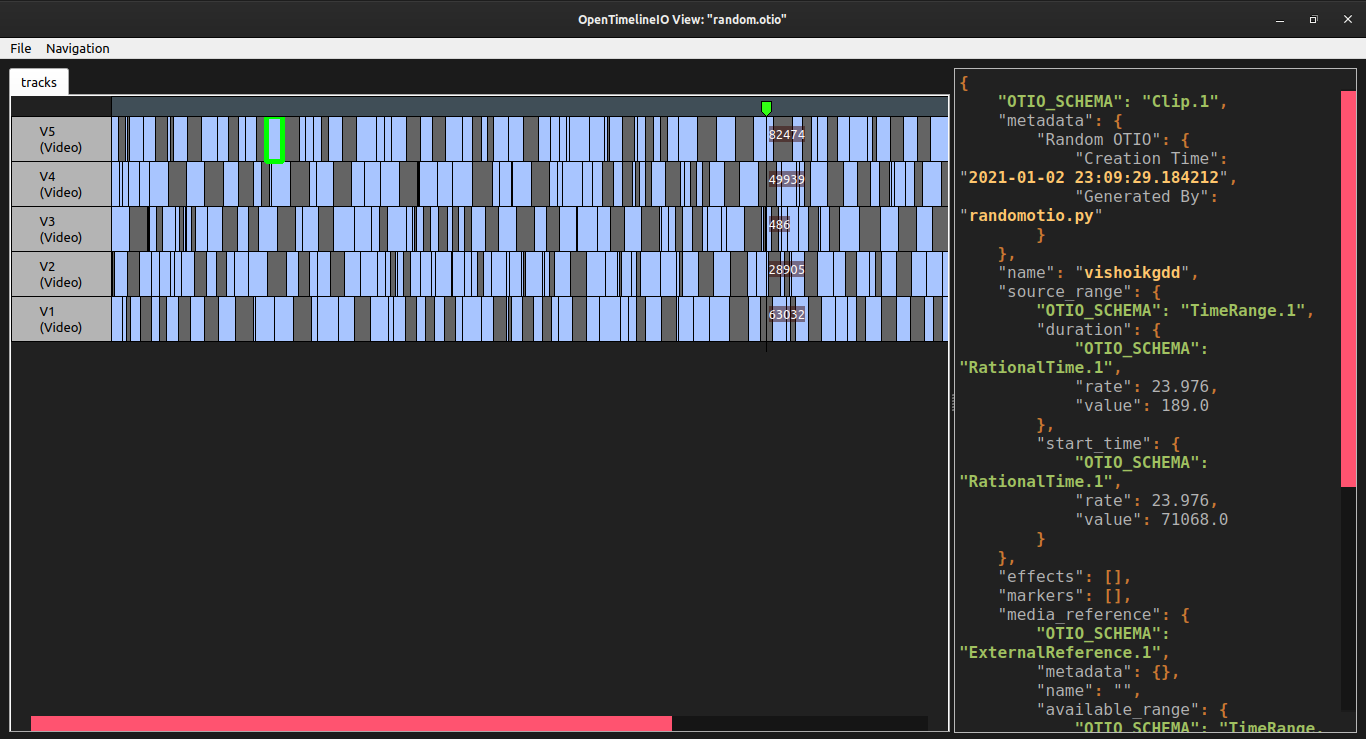 OpenTimelineIO View: "random.otio"
File Navigation
tracks
V5
(Video)
82474
V4
(Video)
49939
V3
(Video)
486
V2
(Video)
28905
V1
(Video)
63032
{
"OTIO_SCHEMA": "Clip.1",
"metadata": {
"Random OTIO": {
"Creation Time":
"2021-01-02 23:09:29.184212",
"Generated By":
"randomotio.py"
}
},
"name": "vishoikgdd",
"source_range": {
"OTIO_SCHEMA": "TimeRange.1",
"duration": {
"OTIO_SCHEMA":
"RationalTime.1",
"rate": 23.976,
"value": 189.0
},
"start_time": {
"OTIO_SCHEMA":
"RationalTime.1",
"rate": 23.976,
"value": 71068.0
}
},
"effects": [],
"markers": [],
"media_reference": {
"OTIO_SCHEMA":
"ExternalReference.1",
"metadata": {},
"name": "",
"available_range": {
"OTIO_SCHEMA": "TimeRange.